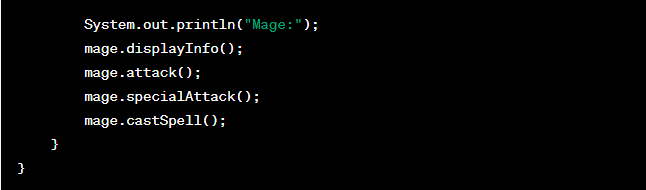 System.out.println("Mage:");
mage.displayInfo();
mage.attack();
mage.specialAttack();
mage.castSpell();
}
}